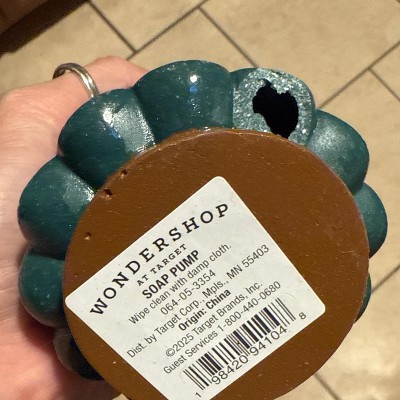 WONDERSHOP
AT TARGET
SOAP PUMP
Wipe clean with damp cloth.
064-05-3354
Dist. by Target Corp., Mpls., MN 55403
Origin: China
©2025 Target Brands, Inc.
Guest Services 1-800-440-0680
1 98420 94104 8